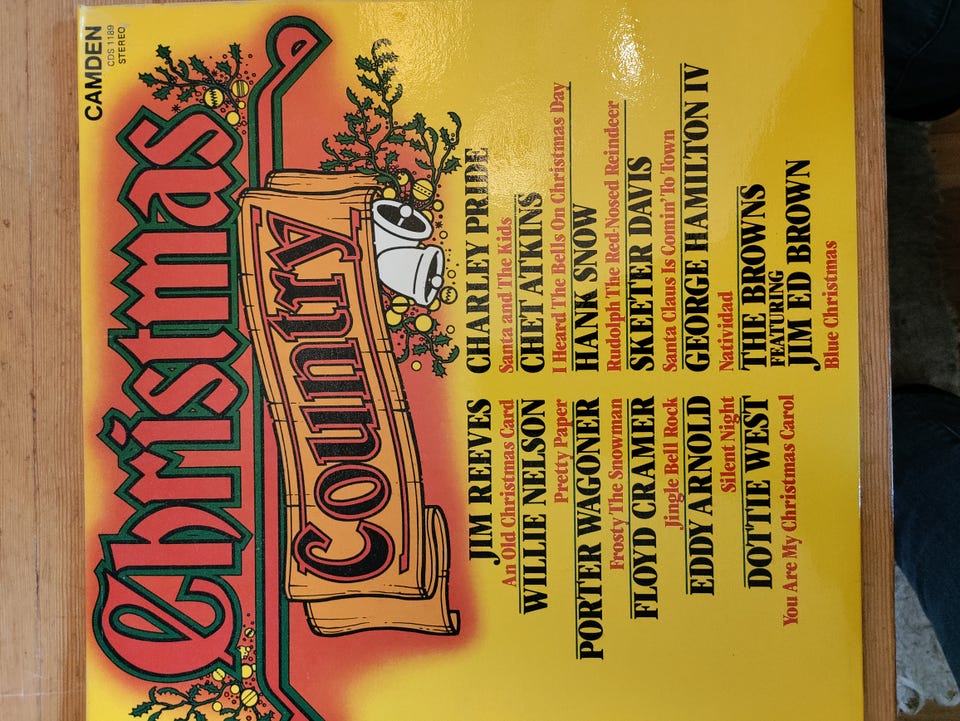 CAMDEN
CDS 1189
STEREO
Christmas
Country
JIM REEVES
An Old Christmas Card
WILLIE NELSON
Pretty Paper
PORTER WAGONER
Frosty The Snowman
FLOYD CRAMER
Jingle Bell Rock
EDDY ARNOLD
Silent Night
DOTTIE WEST
You Are My Christmas Carol
CHARLEY PRIDE
Santa and The Kids
CHET ATKINS
I Heard The Bells On Christmas Day
HANK SNOW
Rudolph The Red-Nosed Reindeer
SKEETER DAVIS
Santa Claus Is Comin' To Town
GEORGE HAMILTON IV
Natividad
THE BROWNS
FEATURING
JIM ED BROWN
Blue Christmas